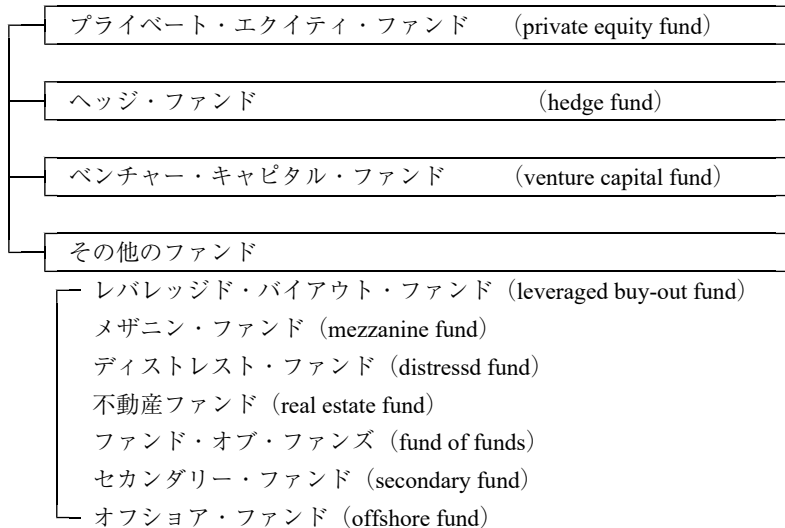 プライベート・エクイティ・ファンド (private equity fund)
ヘッジ・ファンド (hedge fund)
ベンチャー・キャピタル・ファンド (venture capital fund)
その他のファンド
レバレッジド・バイアウト・ファンド (leveraged buy-out fund)
メザニン・ファンド (mezzanine fund)
ディストレスト・ファンド (distressd fund)
不動産ファンド (real estate fund)
ファンド・オブ・ファンズ (fund of funds)
セカンダリー・ファンド (secondary fund)
オフショア・ファンド (offshore fund)